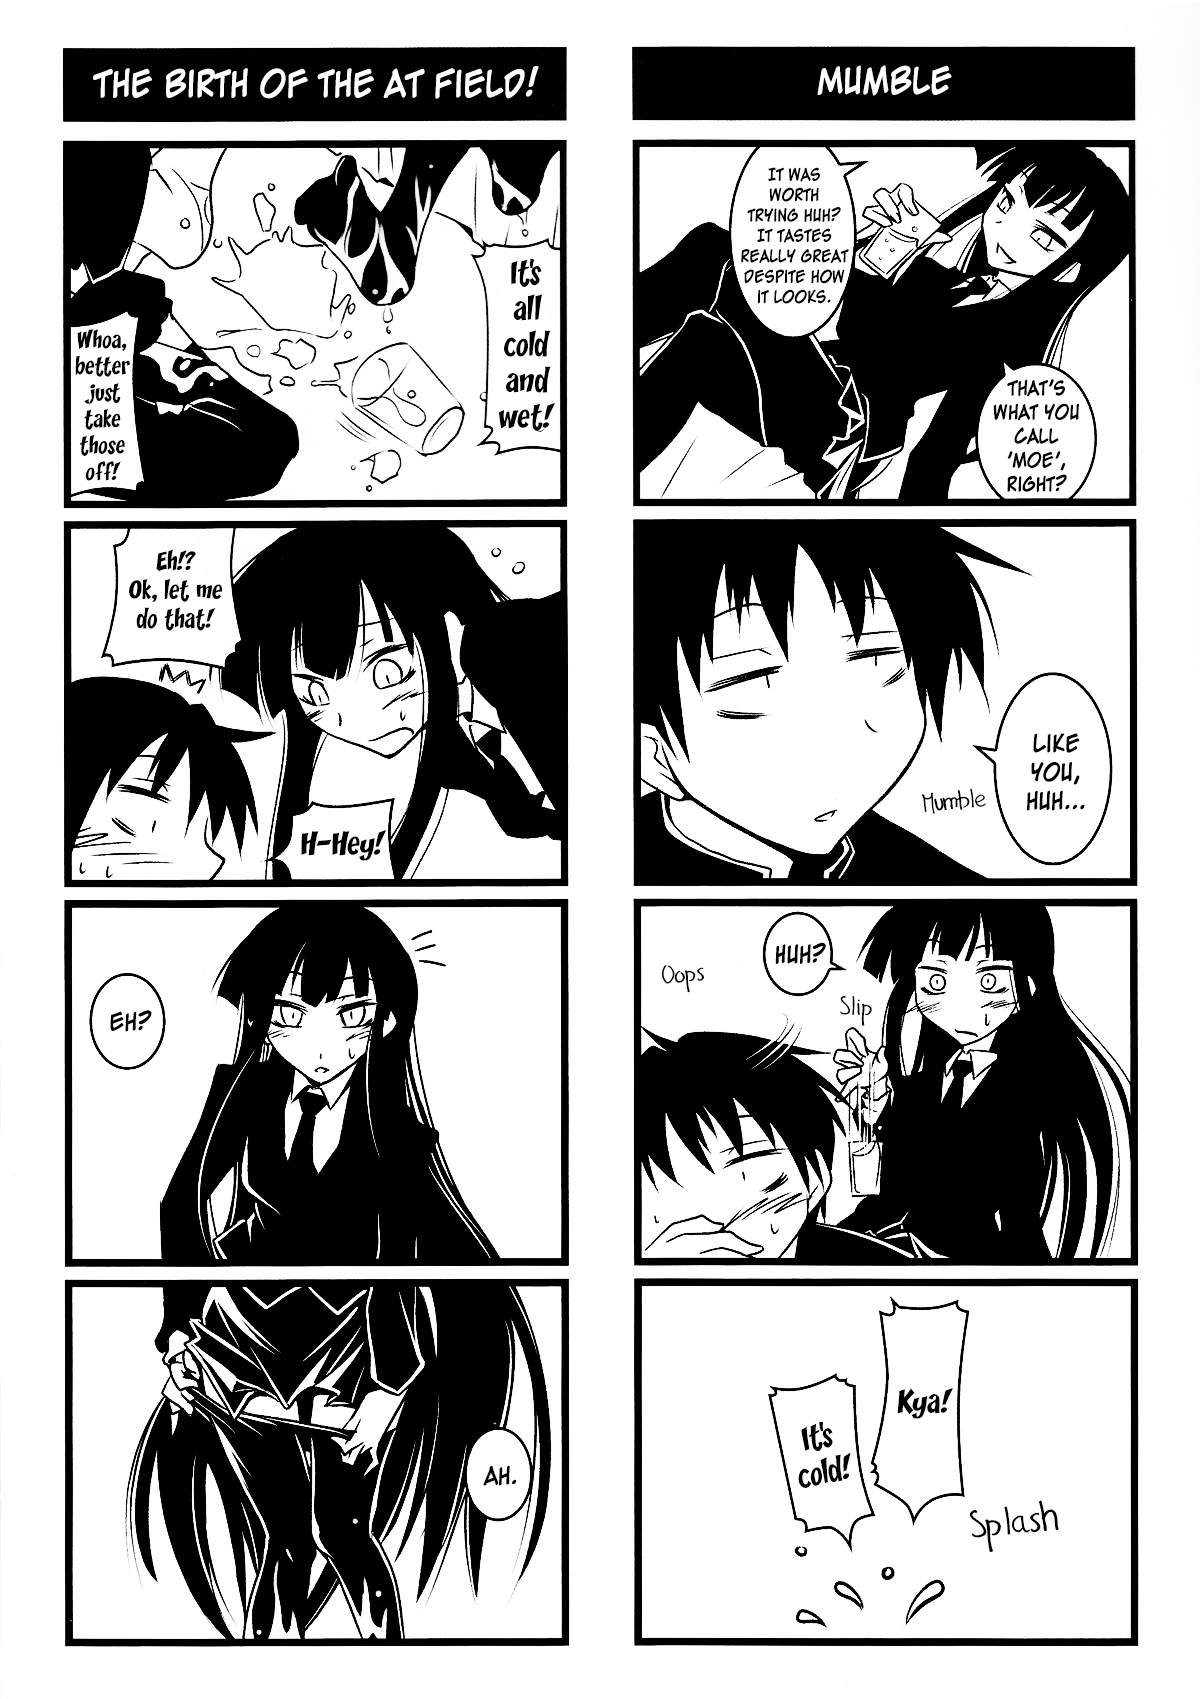 MUMBLE
IT WAS
WORTH
TRYING HUH?
IT TASTES
REALLY GREAT
DESPITE HOW
IT LOOKS.
THAT'S
WHAT YOU
CALL
'MOE',
RIGHT?
LIKE
YOU,
HUH...
Mumble
HUH?
Oops
Slip
Kya!
It's
cold!
Splash
THE BIRTH OF THE AT FIELD!
It's
all
cold
and
wet!
Whoa,
better
just
take
those
off!
Eh!?
Ok, let me
do that!
H-Hey!
EH?
AH.